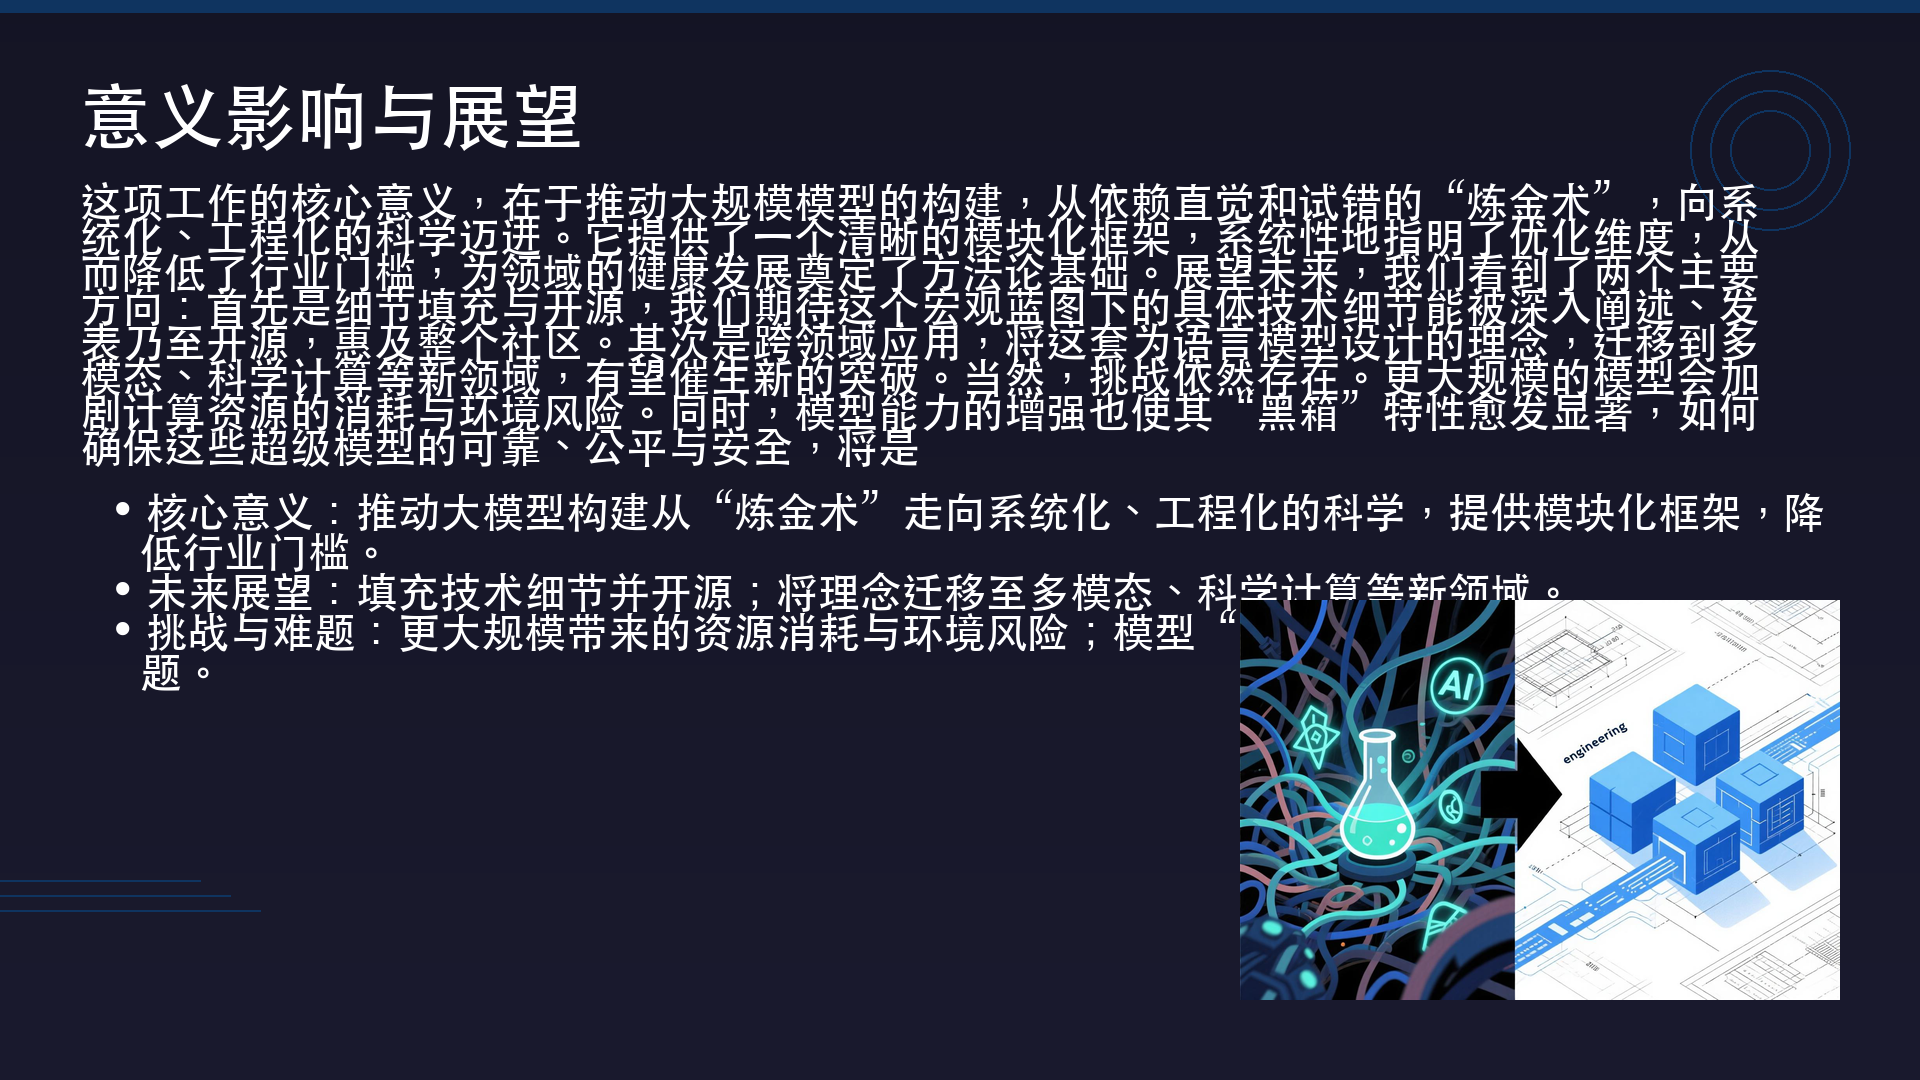 意义影响与展望
这项工作的核心意义，在于推动大规模模型的构建，从依赖直觉和试错的“炼金术”，向系
统化、工程化的科学迈进。它提供了一个清晰的模块化框架，系统性地指明了优化维度，从
而降低了行业门槛，为领域的健康发展奠定了方法论基础。展望未来，我们看到了两个主要
方向：首先是细节填充与开源，我们期待这个宏观蓝图下的具体技术细节能被深入阐述、发
表乃至开源，惠及整个社区。其次是跨领域应用，将这套为语言模型设计的理念，迁移到多
模态、科学计算等新领域，有望催生新的突破。当然，挑战依然存在。更大规模的模型会加
剧计算资源的消耗与环境风险。同时，模型能力的增强也使其“黑箱”特性愈发显著，如何
确保这些超级模型的可靠、公平与安全，将是
• 核心意义：推动大模型构建从“炼金术”走向系统化、工程化的科学，提供模块化框架，降
低行业门槛。
• 未来展望：填充技术细节并开源；将理念迁移至多模态、科学计算等新领域。
• 挑战与难题：更大规模带来的资源消耗与环境风险；模型“
题。
AI
engineering